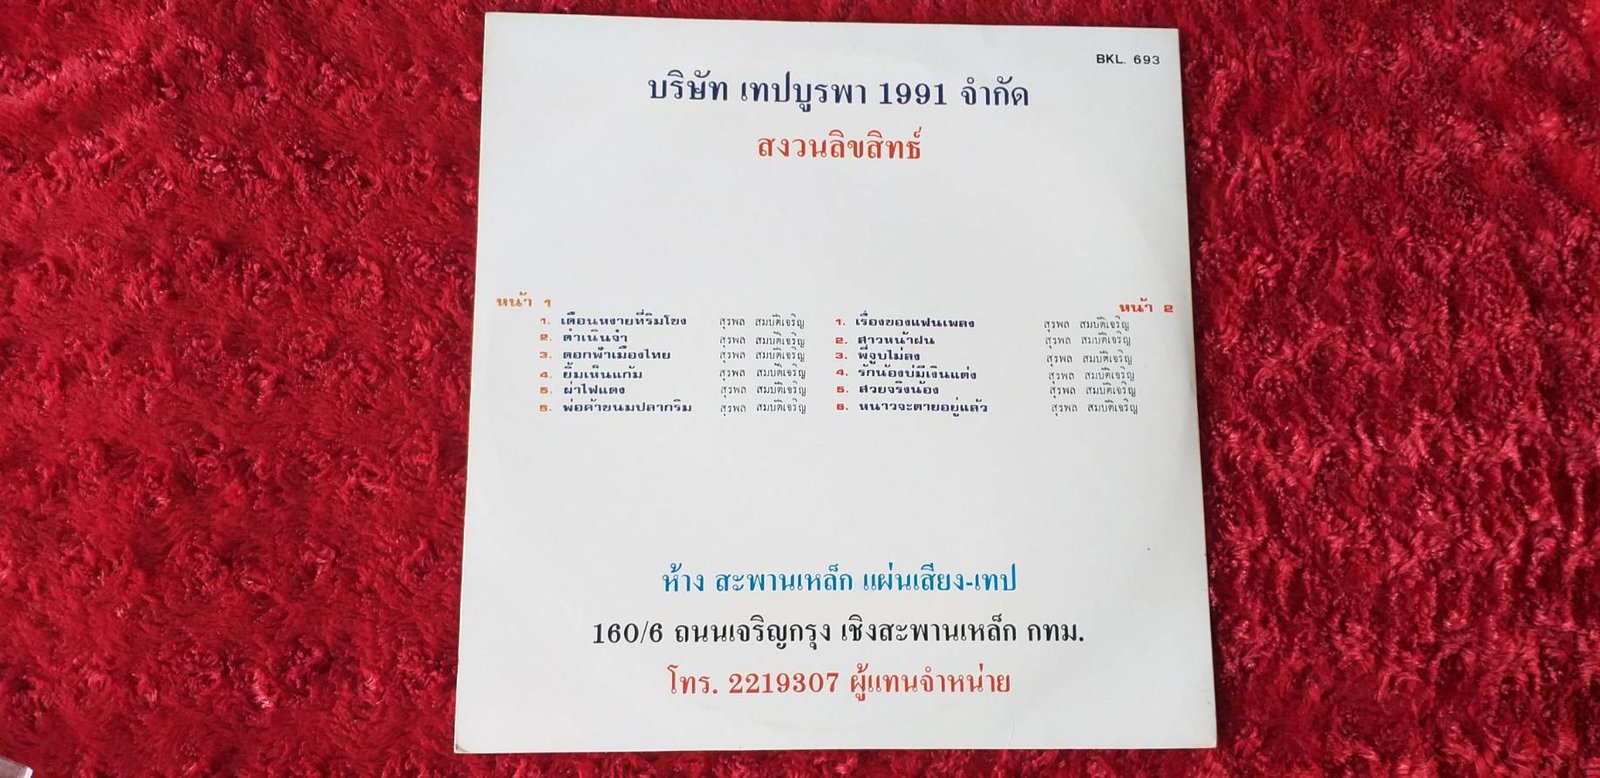 BKL. 693
บริษัท เทปบูรพา 1991 จำกัด
สงวนลิขสิทธ์
หน้า 1
1. เดือนหงายที่ริมโขง สุรพล สมบัติเจริญ
2. ดำเนินจ๋า สุรพล สมบัติเจริญ
3. ดอกฟ้าเมืองไทย สุรพล สมบัติเจริญ
4. ยิ้มเห็นแก้ม สุรพล สมบัติเจริญ
5. ผ่าไฟแดง สุรพล สมบัติเจริญ
6. พ่อค้าขนมปลากริม สุรพล สมบัติเจริญ
หน้า 2
1. เรื่องของแฟนเพลง สุรพล สมบัติเจริญ
2. สาวหน้าฝน สุรพล สมบัติเจริญ
3. พี่จูบไม่ลง สุรพล สมบัติเจริญ
4. รักน้องบ่มีเงินแต่ง สุรพล สมบัติเจริญ
5. สวยจริงน้อง สุรพล สมบัติเจริญ
6. หนาวจะตายอยู่แล้ว สุรพล สมบัติเจริญ
ห้าง สะพานเหล็ก แผ่นเสียง-เทป
160/6 ถนนเจริญกรุง เชิงสะพานเหล็ก กทม.
โทร. 2219307 ผู้แทนจำหน่าย